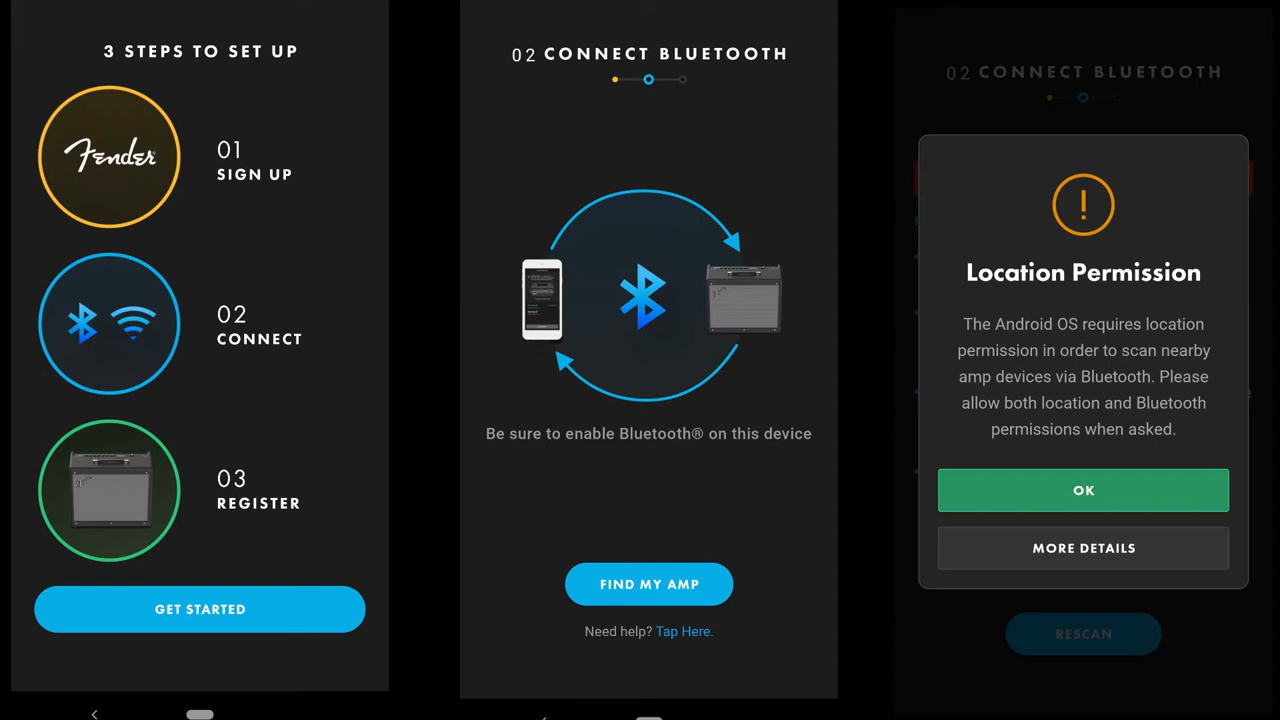 3 STEPS TO SET UP
Fender
01
SIGN UP
02
CONNECT
03
REGISTER
GET STARTED
02 CONNECT BLUETOOTH
Be sure to enable Bluetooth® on this device
FIND MY AMP
Need help? Tap Here.
02 CONNECT BLUETOOTH
Location Permission
The Android OS requires location
permission in order to scan nearby
amp devices via Bluetooth. Please
allow both location and Bluetooth
permissions when asked.
OK
MORE DETAILS
RESCAN